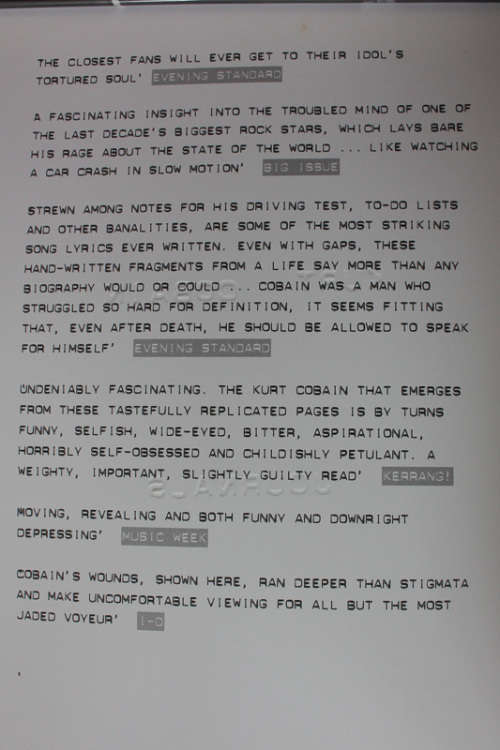 THE CLOSEST FANS WILL EVER GET TO THEIR IDOL'S
TORTURED SOUL' EVENING STANDARD
A FASCINATING INSIGHT INTO THE TROUBLED MIND OF ONE OF
THE LAST DECADE'S BIGGEST ROCK STARS, WHICH LAYS BARE
HIS RAGE ABOUT THE STATE OF THE WORLD ... LIKE WATCHING
A CAR CRASH IN SLOW MOTION' BIG ISSUE
STREWN AMONG NOTES FOR HIS DRIVING TEST, TO-DO LISTS
AND OTHER BANALITIES, ARE SOME OF THE MOST STRIKING
SONG LYRICS EVER WRITTEN. EVEN WITH GAPS, THESE
HAND-WRITTEN FRAGMENTS FROM A LIFE SAY MORE THAN ANY
BIOGRAPHY WOULD OR COULD ... COBAIN WAS A MAN WHO
STRUGGLED SO HARD FOR DEFINITION, IT SEEMS FITTING
THAT, EVEN AFTER DEATH, HE SHOULD BE ALLOWED TO SPEAK
FOR HIMSELF' EVENING STANDARD
UNDENIABLY FASCINATING. THE KURT COBAIN THAT EMERGES
FROM THESE TASTEFULLY REPLICATED PAGES IS BY TURNS
FUNNY, SELFISH, WIDE-EYED, BITTER, ASPIRATIONAL,
HORRIBLY SELF-OBSESSED AND CHILDISHLY PETULANT. A
WEIGHTY, IMPORTANT, SLIGHTLY GUILTY READ' KERRANG!
MOVING, REVEALING AND BOTH FUNNY AND DOWNRIGHT
DEPRESSING' MUSIC WEEK
COBAIN'S WOUNDS, SHOWN HERE, RAN DEEPER THAN STIGMATA
AND MAKE UNCOMFORTABLE VIEWING FOR ALL BUT THE MOST
JADED VOYEUR' I-D